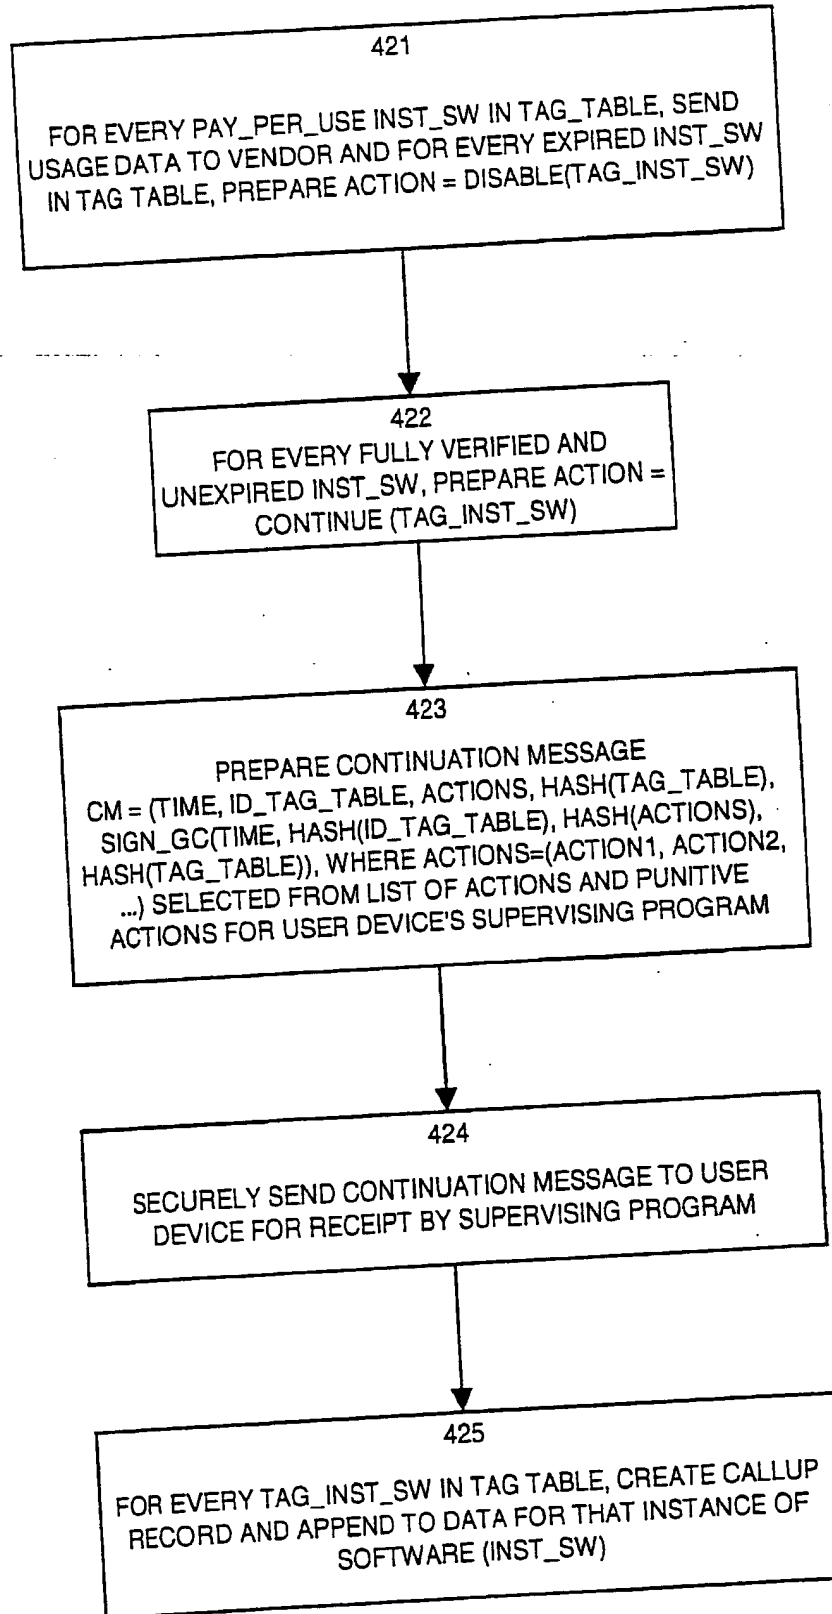 421
FOR EVERY PAY_PER_USE INST_SW IN TAG_TABLE, SEND
USAGE DATA TO VENDOR AND FOR EVERY EXPIRED INST_SW
IN TAG TABLE, PREPARE ACTION = DISABLE(TAG_INST_SW)
422
FOR EVERY FULLY VERIFIED AND
UNEXPIRED INST_SW, PREPARE ACTION =
CONTINUE (TAG_INST_SW)
423
PREPARE CONTINUATION MESSAGE
CM = (TIME, ID_TAG_TABLE, ACTIONS, HASH(TAG_TABLE),
SIGN_GC(TIME, HASH(ID_TAG_TABLE), HASH(ACTIONS),
HASH(TAG_TABLE)), WHERE ACTIONS=(ACTION1, ACTION2,
...) SELECTED FROM LIST OF ACTIONS AND PUNITIVE
ACTIONS FOR USER DEVICE'S SUPERVISING PROGRAM
424
SECURELY SEND CONTINUATION MESSAGE TO USER
DEVICE FOR RECEIPT BY SUPERVISING PROGRAM
425
FOR EVERY TAG_INST_SW IN TAG TABLE, CREATE CALLUP
RECORD AND APPEND TO DATA FOR THAT INSTANCE OF
SOFTWARE (INST_SW)